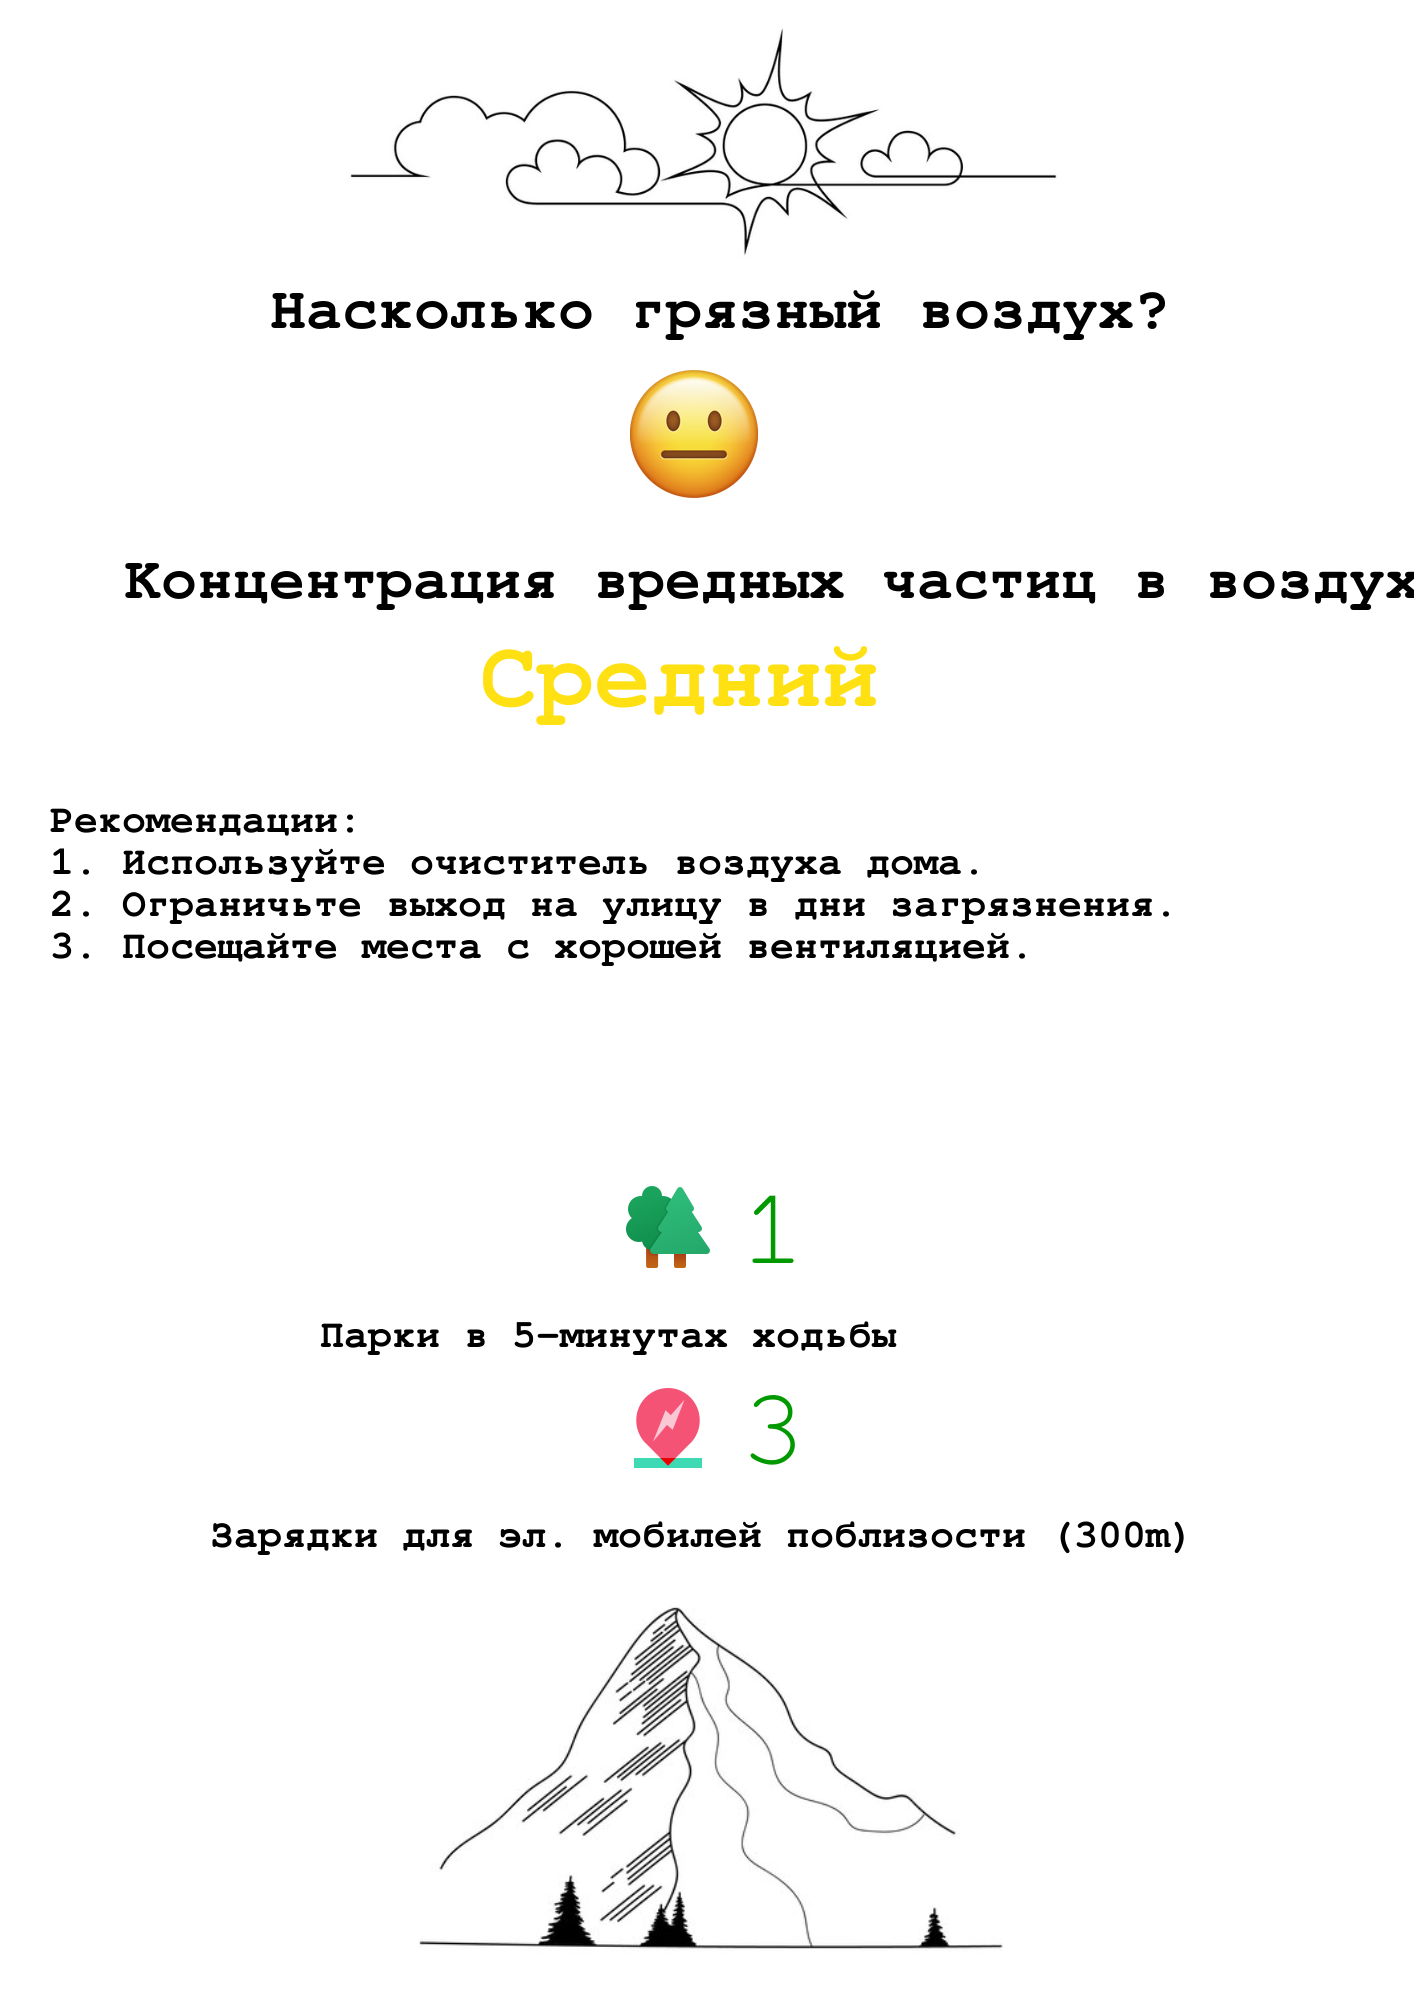 Насколько грязный воздух?
Концентрация вредных частиц в воздух
Средний
Рекомендации:
1. Используйте очиститель воздуха дома.
2. Ограничьте выход на улицу в дни загрязнения.
3. Посещайте места с хорошей вентиляцией.
1
Парки в 5-минутах ходьбы
3
Зарядки для эл. мобилей поблизости (300m)